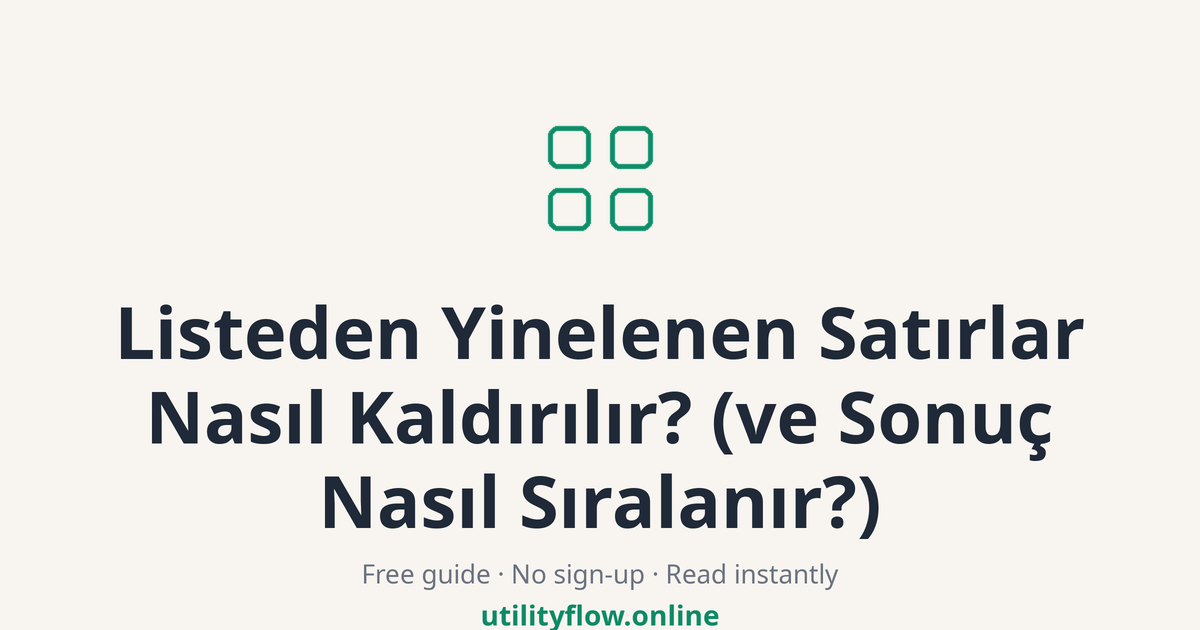 Listeden Yinelenen Satırlar
Nasıl Kaldırılır? (ve Sonuç
Nasıl Sıralanır?)
Free guide · No sign-up · Read instantly
utilityflow.online